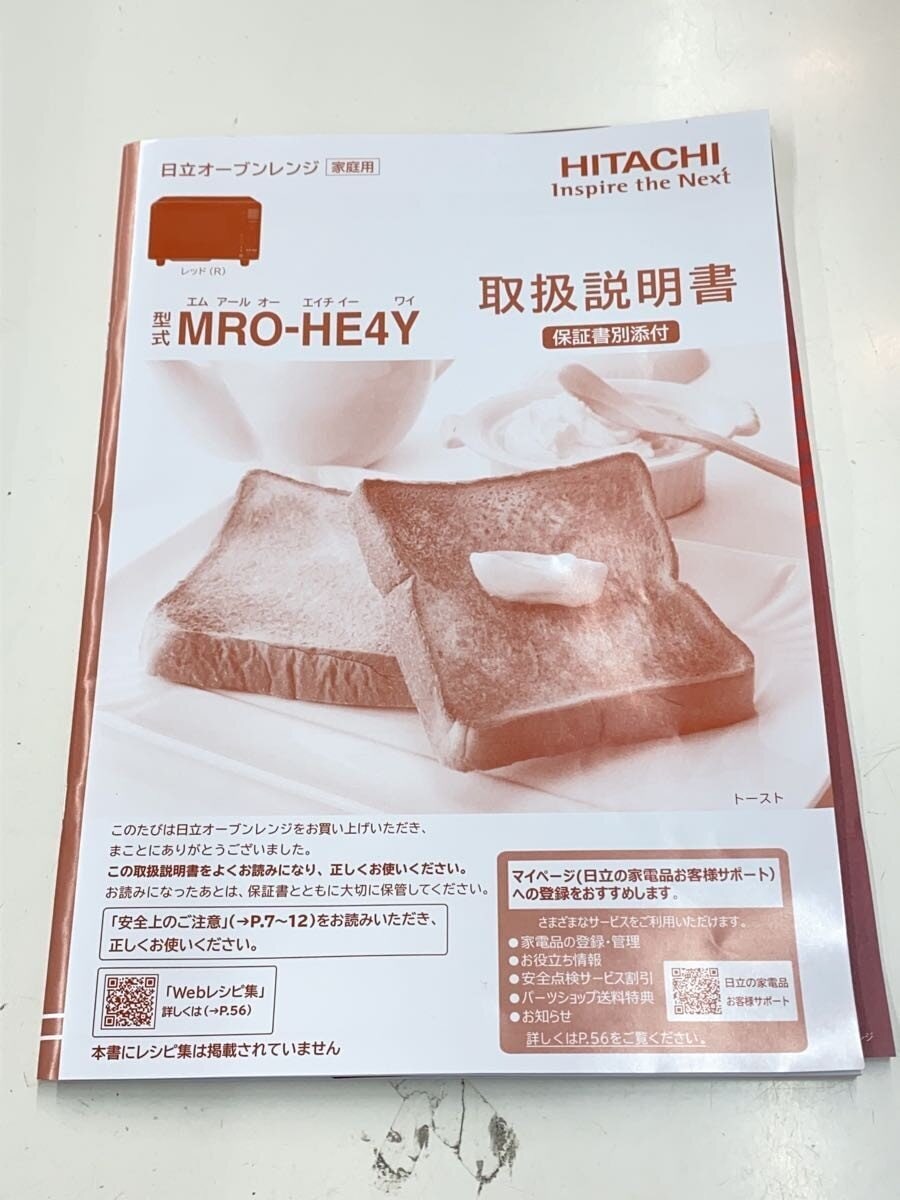 日立オーブンレンジ 家庭用
HITACHI
Inspire the Next
レッド (R)
エム アール オー エイチ イー ワイ
型式 MRO-HE4Y
取扱説明書
保証書別添付
トースト
このたびは日立オーブンレンジをお買い上げいただき、
まことにありがとうございました。
この取扱説明書をよくお読みになり、正しくお使いください。
お読みになったあとは、保証書とともに大切に保管してください。
「安全上のご注意」(→P.7~12)をお読みいただき、
正しくお使いください。
「Webレシピ集」
詳しくは(→P.56)
本書にレシピ集は掲載されていません
マイページ(日立の家電品お客様サポート)
への登録をおすすめします。
さまざまなサービスをご利用いただけます。
●家電品の登録・管理
●お役立ち情報
●安全点検サービス割引
●パーツショップ送料特典
●お知らせ
日立の家電品
お客様サポート
詳しくはP.56をご覧ください。